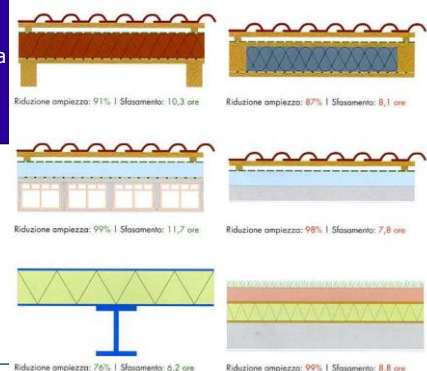 a
Riduzione ampiezza: 91% | Sfasamento: 10,3 ore
Riduzione ampiezza: 87% | Sfasamento: 8,1 ore
Riduzione ampiezza: 99% | Sfasamento: 11,7 ore
Riduzione ampiezza: 98% | Sfasamento: 7,8 ore
Riduzione ampiezza: 76% | Sfasamento: 6,2 ore
Riduzione ampiezza: 99% | Sfasamento: 8,8 ore